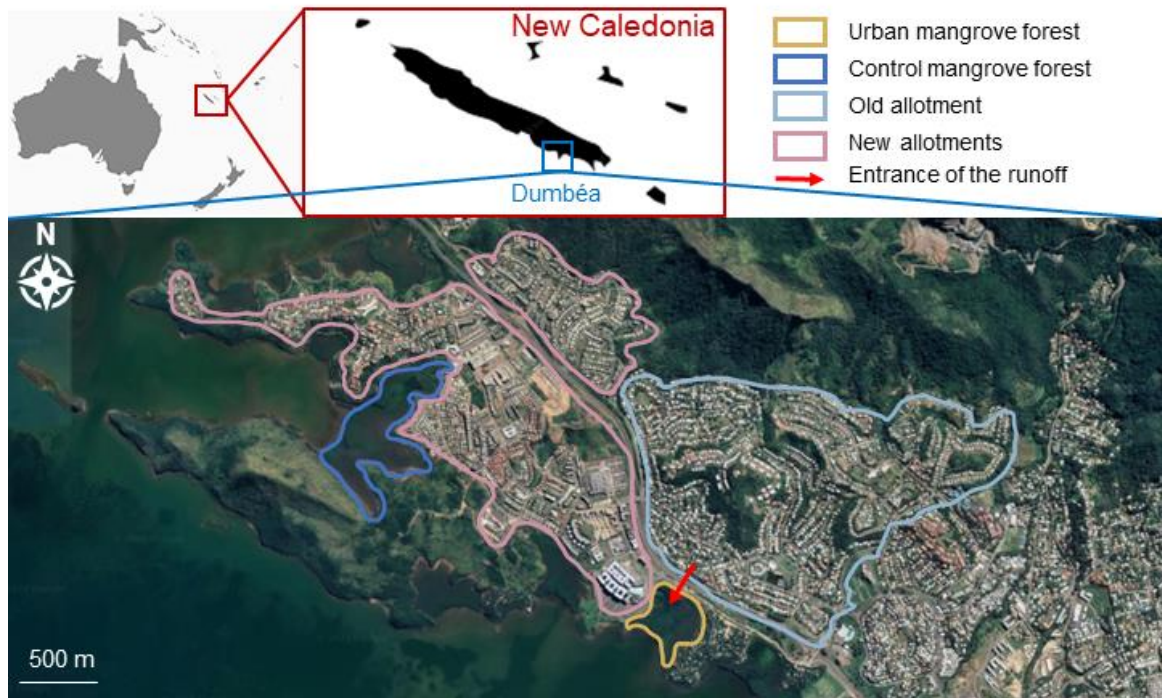 New Caledonia
Dumbéa
Urban mangrove forest
Control mangrove forest
Old allotment
New allotments
Entrance of the runoff
N
500 m